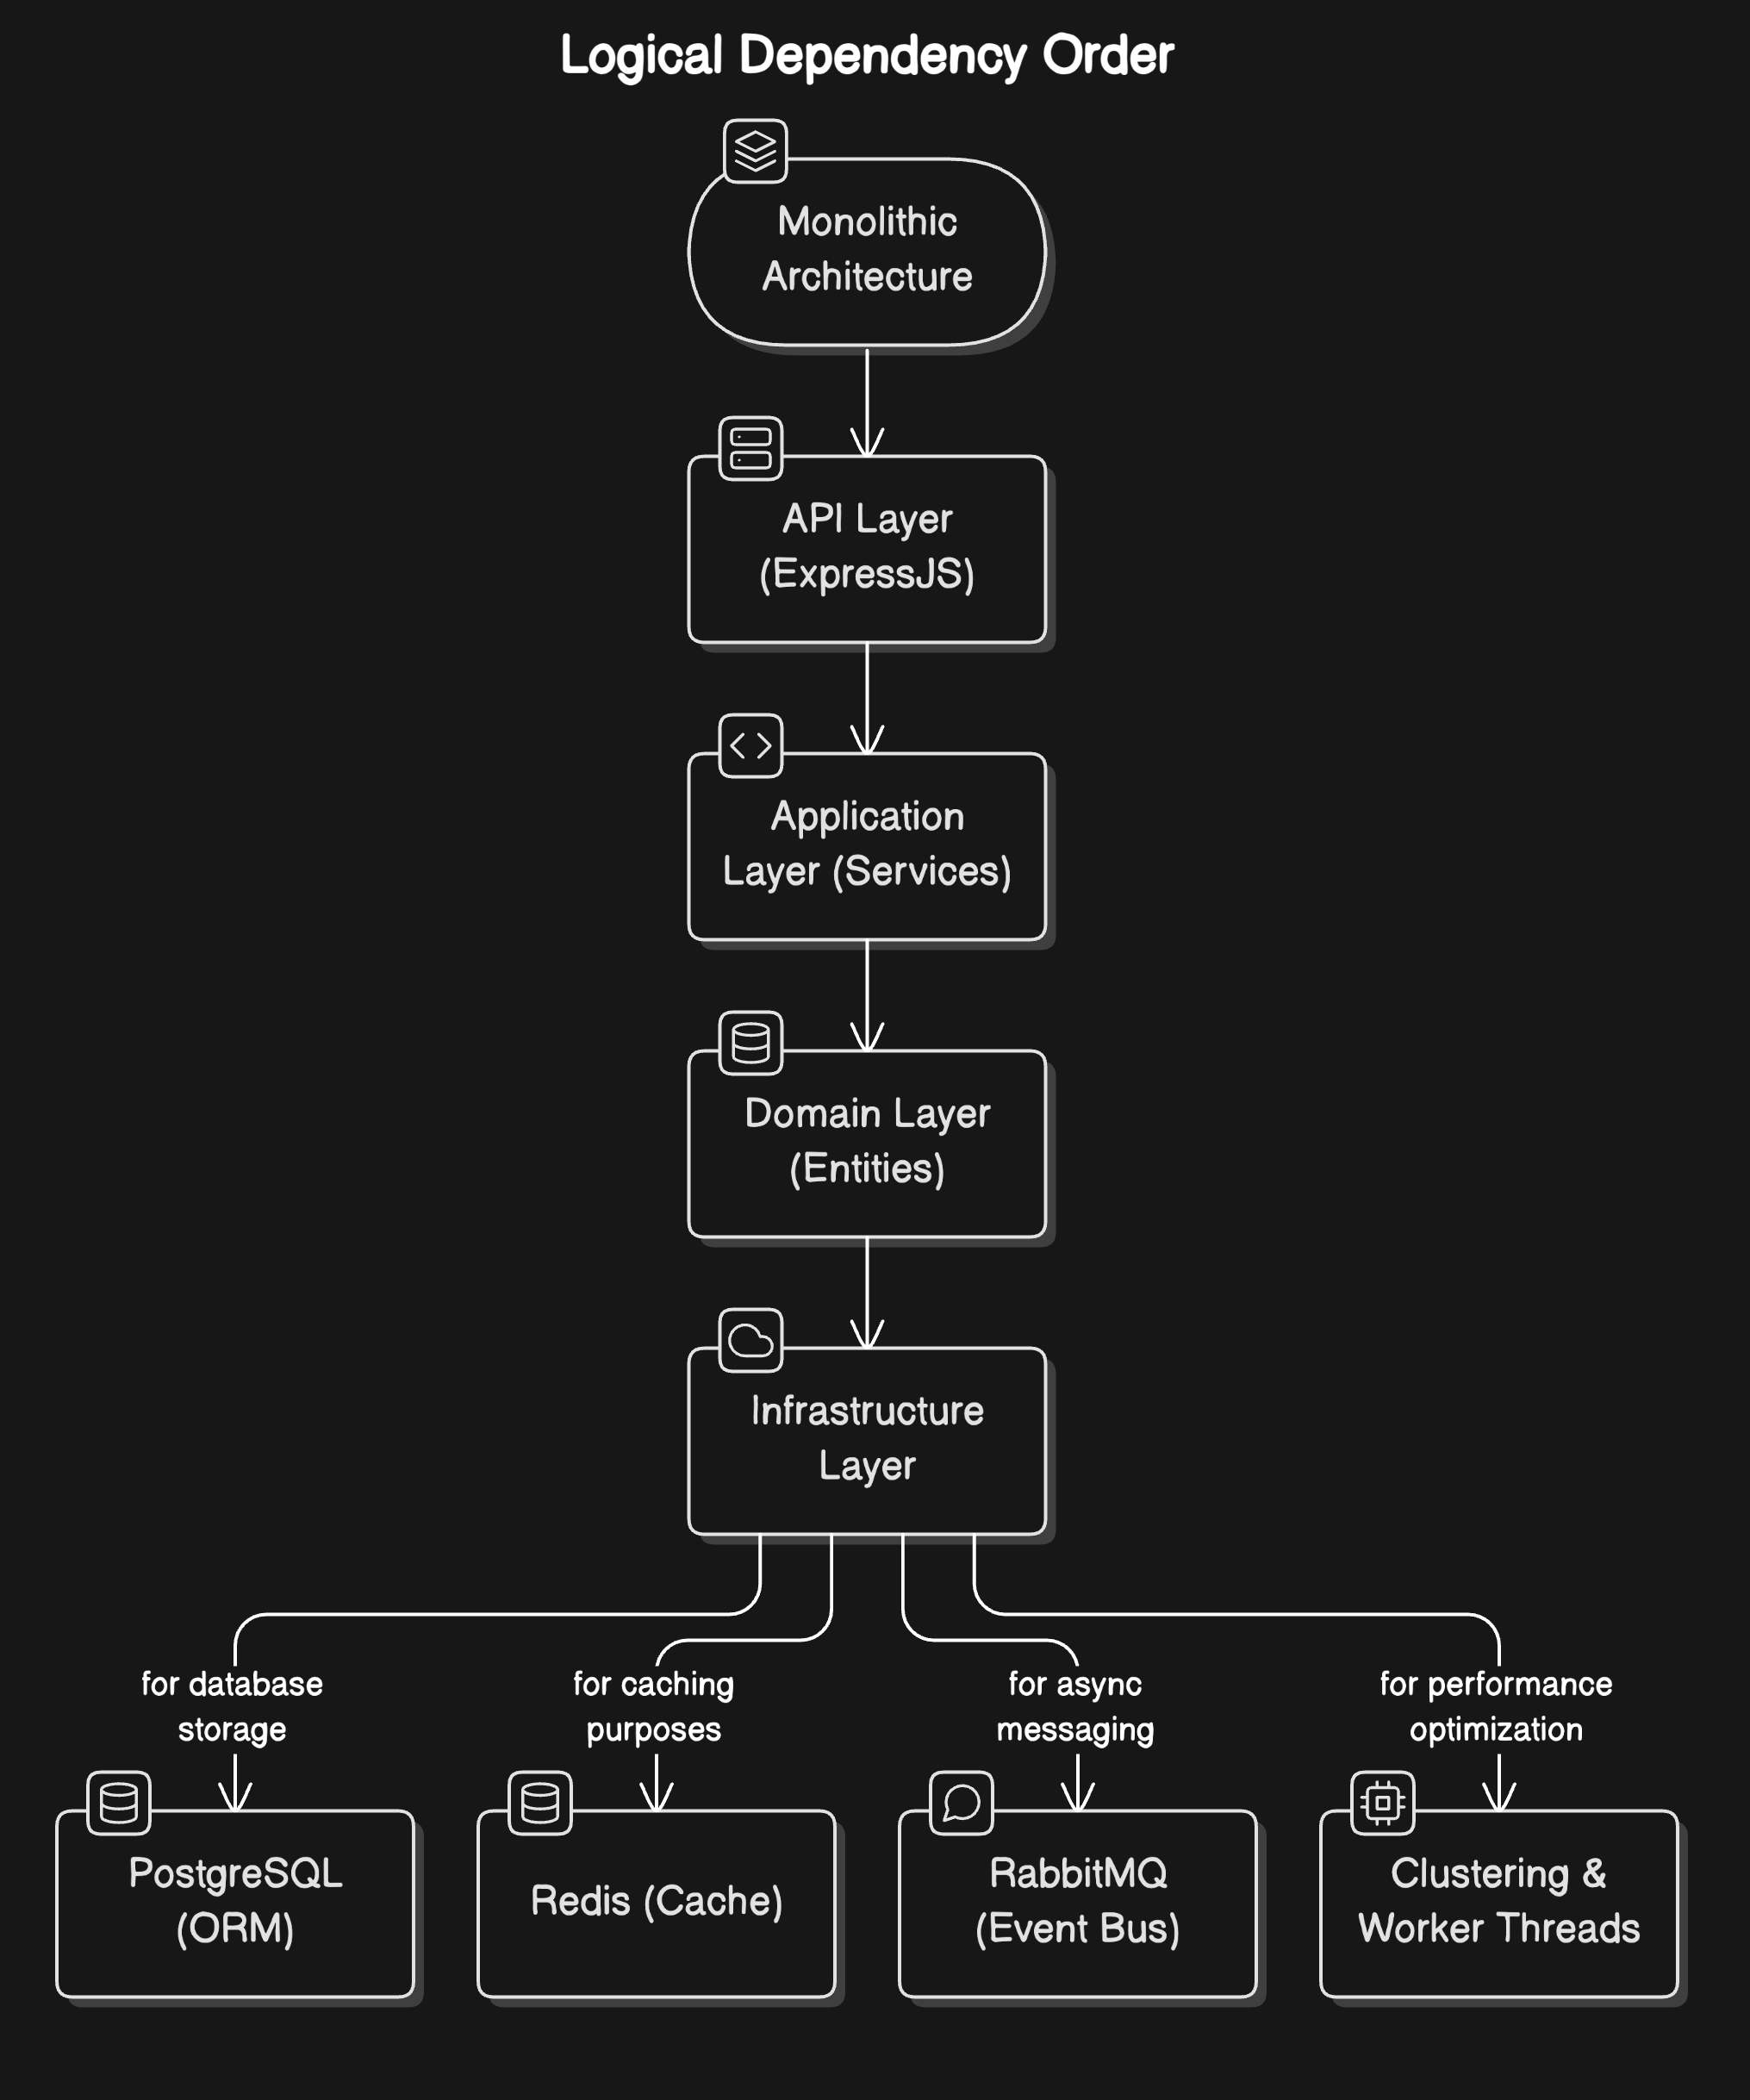 Logical Dependency Order
Monolithic
Architecture
API Layer
(ExpressJS)
Application
Layer (Services)
Domain Layer
(Entities)
Infrastructure
Layer
for database
storage
for caching
purposes
for async
messaging
for performance
optimization
PostgreSQL
(ORM)
Redis (Cache)
RabbitMQ
(Event Bus)
Clustering &
Worker Threads